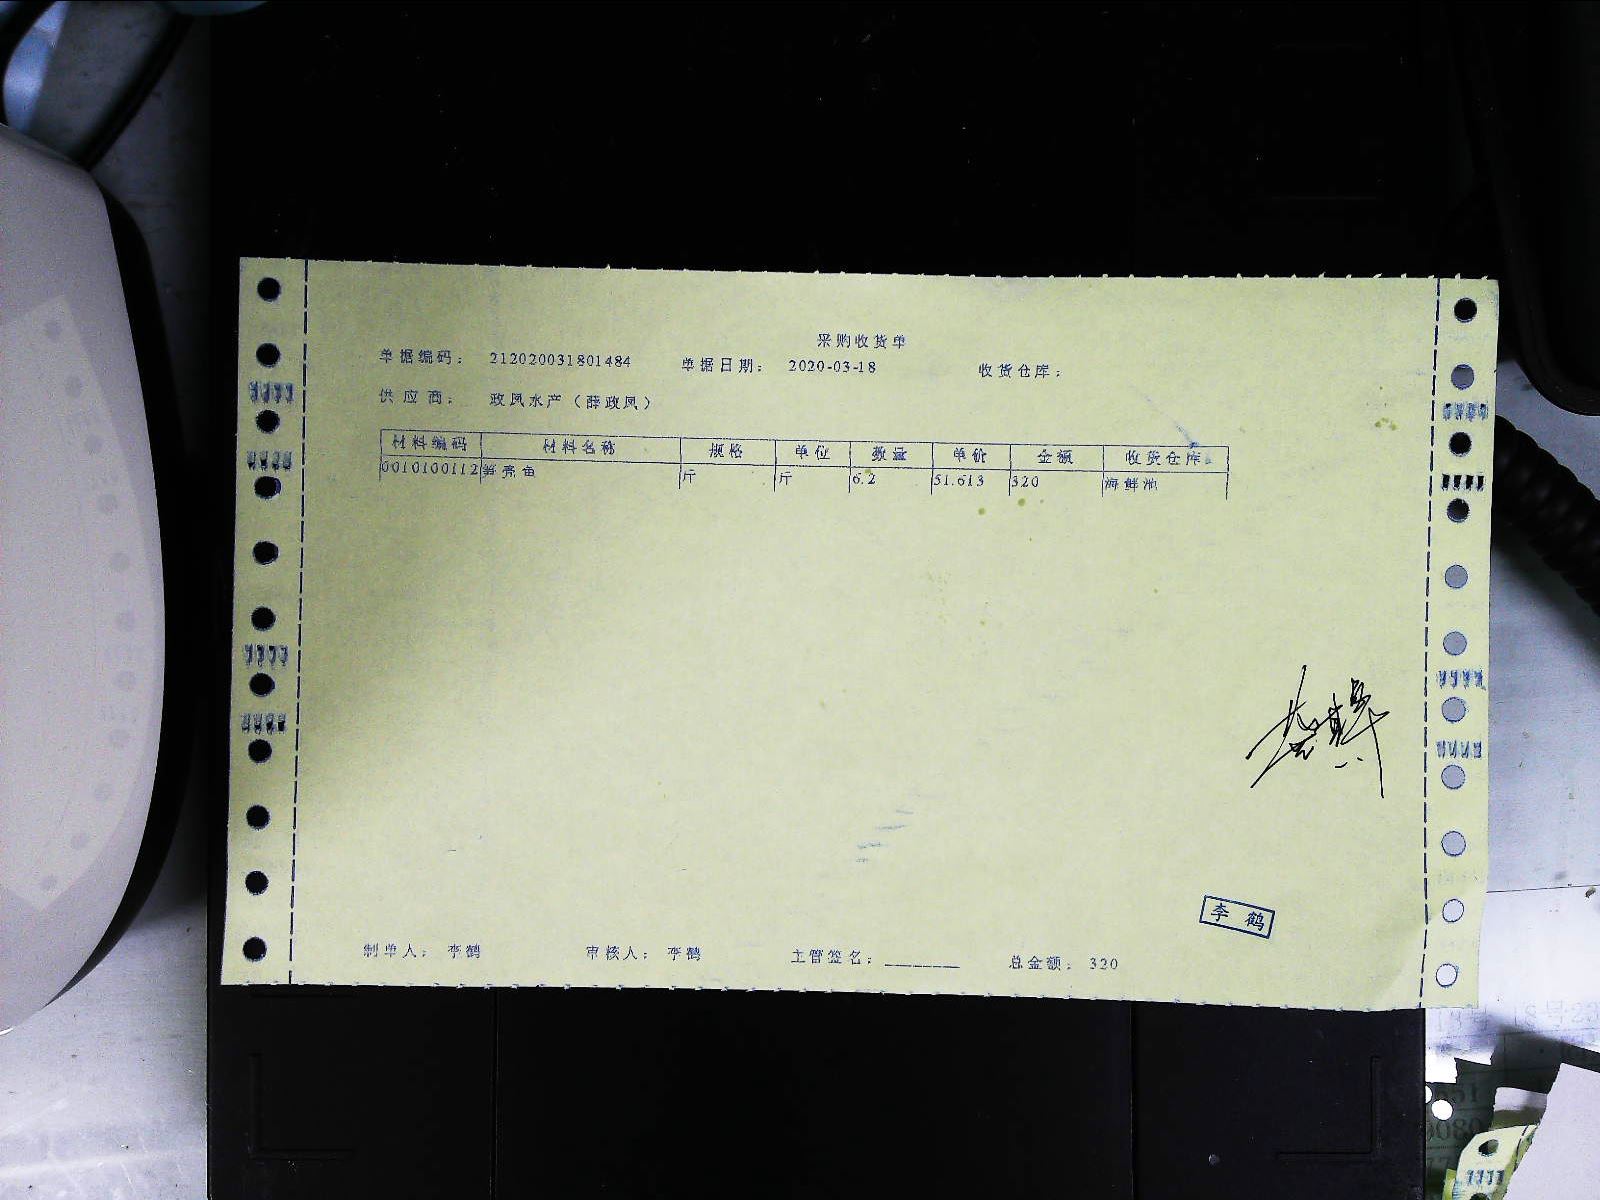 采购收货单
单据编码： 212020031801484 单据日期： 2020-03-18 收货仓库：
供应商： 政凤水产（薛政凤）
材料编码 材料名称 规格 单位 数量 单价 金额 收货仓库
0010100112 笋壳鱼 斤 斤 6.2 51.613 320 海鲜池
李鹤
制单人： 李鹤 审核人： 李鹤 主管签名：________ 总金额： 320